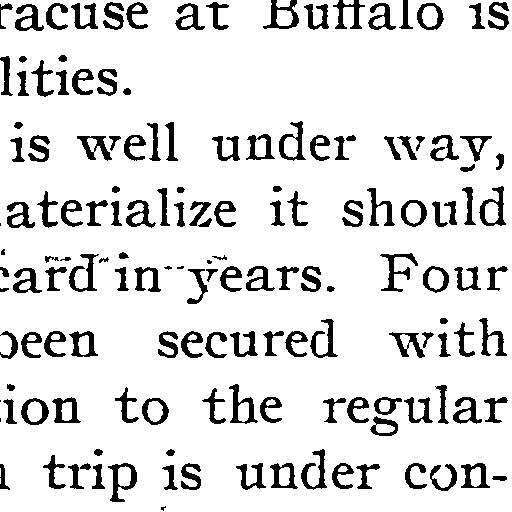 racuse at Buffalo is
lities.
is well under way,
aterialize it should
card in years. Four
been secured with
tion to the regular
trip is under con-